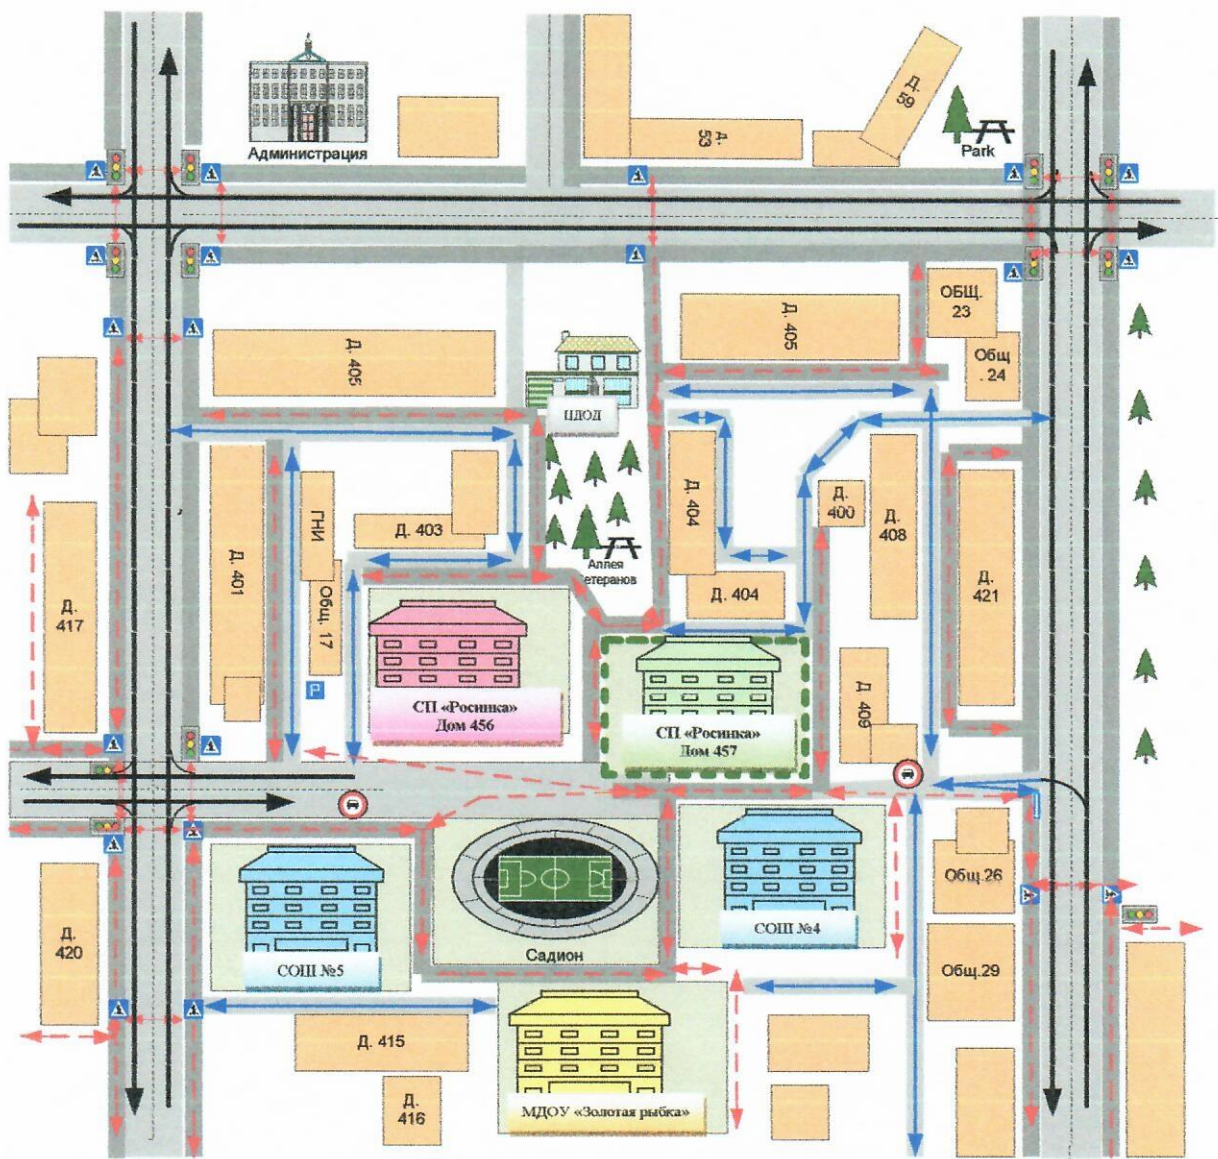 Администрация
Д. 53
Д. 59
Park
Д. 405
ЦДОД
Д. 405
ОБЩ. 23
Общ . 24
Д. 417
Д. 401
ГНИ
Общ. 17
Д. 403
Аллея
етеранов
Д. 404
Д. 404
Д. 400
Д. 408
Д. 421
P
СП «Росинка»
Дом 456
СП «Росинка»
Дом 457
Д. 409
Д. 420
СОШ №5
Садион
СОШ №4
Общ.26
Общ.29
Д. 415
Д. 416
МДОУ «Золотая рыбка»